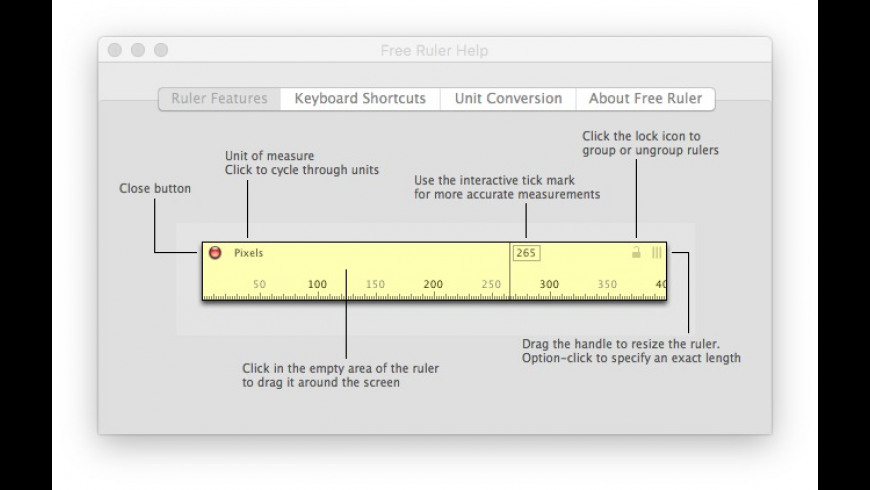 Free Ruler Help
Ruler Features Keyboard Shortcuts Unit Conversion About Free Ruler
Click the lock icon to
group or ungroup rulers
Unit of measure
Click to cycle through units
Use the interactive tick mark
for more accurate measurements
Close button
Pixels 265
50 100 150 200 250 300 350 40
Drag the handle to resize the ruler.
Option-click to specify an exact length
Click in the empty area of the ruler
to drag it around the screen